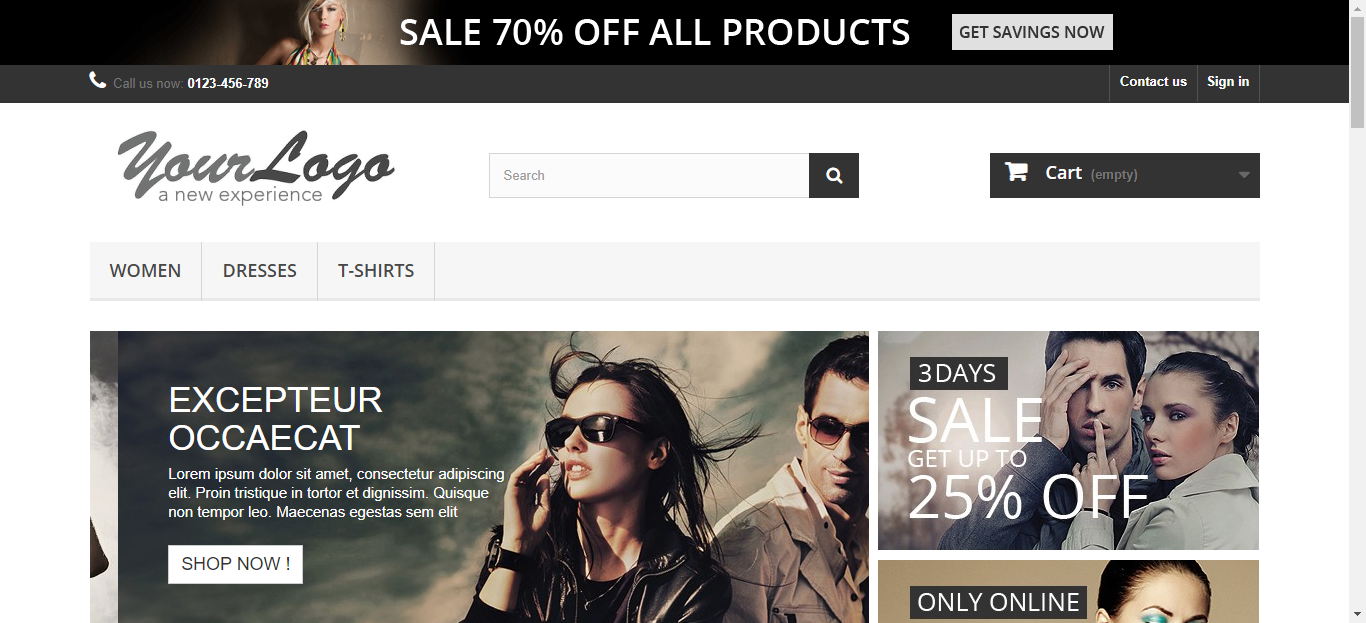 SALE 70% OFF ALL PRODUCTS
GET SAVINGS NOW
Call us now: 0123-456-789
Contact us
Sign in
YourLogo
a new experience
Search
Cart (empty)
WOMEN
DRESSES
T-SHIRTS
EXCEPTEUR
OCCAECAT
Lorem ipsum dolor sit amet, consectetur adipiscing
elit. Proin tristique in tortor et dignissim. Quisque
non tempor leo. Maecenas egestas sem elit
SHOP NOW !
3 DAYS
SALE
GET UP TO
25% OFF
ONLY ONLINE